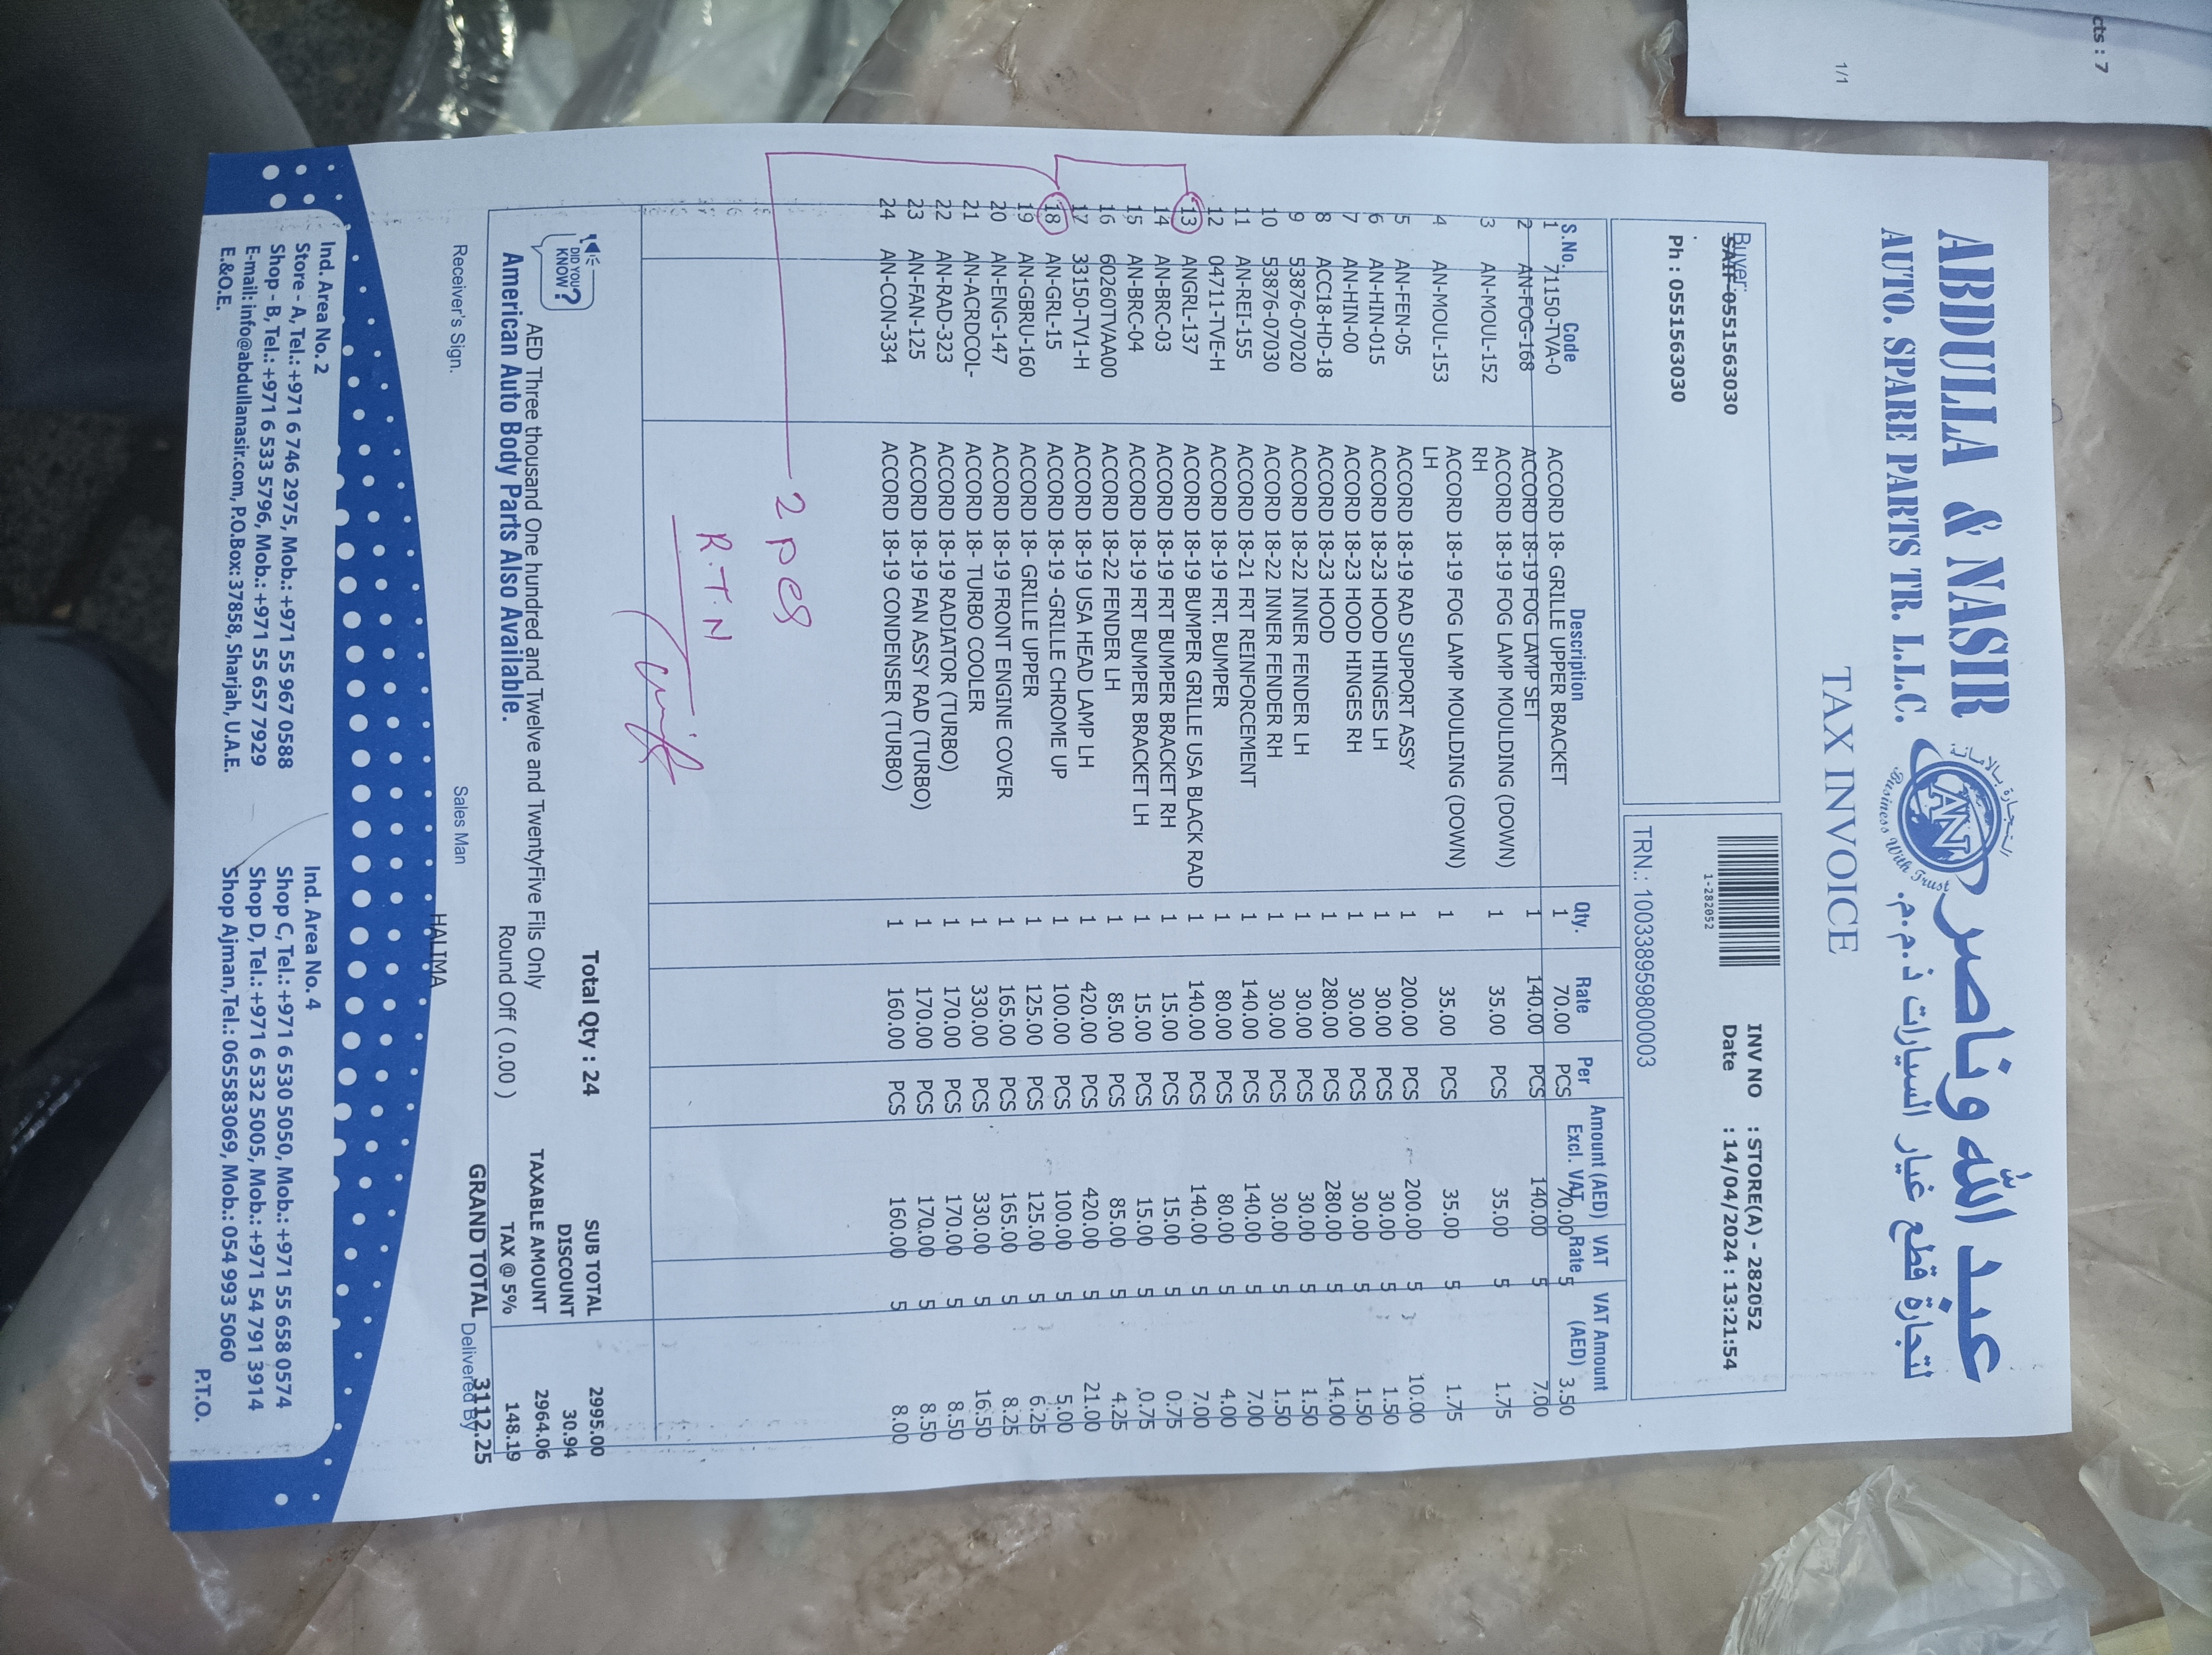 cts : 7
1/1
ABDULLA & NASIR
عبد الله وناصر
AUTO. SPARE PARTS TR. L.L.C.
لتجارة قطع غيار السيارات ذ.م.م.
التجارة بالأمانة
AN
Business With Trust
TAX INVOICE
Buyer:
SAIF 0551563030
Ph : 0551563030
1-282052
INV NO : STORE(A) - 282052
Date : 14/04/2024 : 13:21:54
TRN.: 100338959800003
S.No. Code Description Qty. Rate Per Amount (AED) Excl. VAT VAT Rate VAT Amount (AED)
1 71150-TVA-0 ACCORD 18- GRILLE UPPER BRACKET 1 70.00 PCS 70.00 5 3.50
2 AN-FOG-168 ACCORD 18-19 FOG LAMP SET 1 140.00 PCS 140.00 5 7.00
3 AN-MOUL-152 ACCORD 18-19 FOG LAMP MOULDING (DOWN) 1 35.00 PCS 35.00 5 1.75
RH
4 AN-MOUL-153 ACCORD 18-19 FOG LAMP MOULDING (DOWN) 1 35.00 PCS 35.00 5 1.75
LH
5 AN-FEN-05 ACCORD 18-19 RAD SUPPORT ASSY 1 200.00 PCS 200.00 5 10.00
6 AN-HIN-015 ACCORD 18-23 HOOD HINGES LH 1 30.00 PCS 30.00 5 1.50
7 AN-HIN-00 ACCORD 18-23 HOOD HINGES RH 1 30.00 PCS 30.00 5 1.50
8 ACC18-HD-18 ACCORD 18-23 HOOD 1 280.00 PCS 280.00 5 14.00
9 53876-07020 ACCORD 18-22 INNER FENDER LH 1 30.00 PCS 30.00 5 1.50
10 53876-07030 ACCORD 18-22 INNER FENDER RH 1 30.00 PCS 30.00 5 1.50
11 AN-REI-155 ACCORD 18-21 FRT REINFORCEMENT 1 140.00 PCS 140.00 5 7.00
12 04711-TVE-H ACCORD 18-19 FRT. BUMPER 1 80.00 PCS 80.00 5 4.00
13 ANGRL-137 ACCORD 18-19 BUMPER GRILLE USA BLACK RAD 1 140.00 PCS 140.00 5 7.00
14 AN-BRC-03 ACCORD 18-19 FRT BUMPER BRACKET RH 1 15.00 PCS 15.00 5 0.75
15 AN-BRC-04 ACCORD 18-19 FRT BUMPER BRACKET LH 1 15.00 PCS 15.00 5 0.75
16 60260TVAA00 ACCORD 18-22 FENDER LH 1 85.00 PCS 85.00 5 4.25
17 33150-TV1-H ACCORD 18-19 USA HEAD LAMP LH 1 420.00 PCS 420.00 5 21.00
18 AN-GRL-15 ACCORD 18-19 -GRILLE CHROME UP 1 100.00 PCS 100.00 5 5.00
19 AN-GBRU-160 ACCORD 18- GRILLE UPPER 1 125.00 PCS 125.00 5 6.25
20 AN-ENG-147 ACCORD 18-19 FRONT ENGINE COVER 1 165.00 PCS 165.00 5 8.25
21 AN-ACRDCOL- ACCORD 18- TURBO COOLER 1 330.00 PCS 330.00 5 16.50
22 AN-RAD-323 ACCORD 18-19 RADIATOR (TURBO) 1 170.00 PCS 170.00 5 8.50
23 AN-FAN-125 ACCORD 18-19 FAN ASSY RAD (TURBO) 1 170.00 PCS 170.00 5 8.50
24 AN-CON-334 ACCORD 18-19 CONDENSER (TURBO) 1 160.00 PCS 160.00 5 8.00
2 pcs
R.T.N
Total Qty : 24
SUB TOTAL 2995.00
DISCOUNT 30.94
TAXABLE AMOUNT 2964.06
TAX @ 5% 148.19
GRAND TOTAL 3112.25
DID YOU KNOW?
AED Three thousand One hundred and Twelve and TwentyFive Fils Only
American Auto Body Parts Also Available.
Round Off ( 0.00 )
Receiver's Sign.
Sales Man
HALIMA
Delivered By
Ind. Area No. 2
Store - A, Tel.: +971 6 746 2975, Mob.: +971 55 967 0588
Shop - B, Tel.: +971 6 533 5796, Mob.: +971 55 657 7929
E-mail: info@abdullanasir.com, P.O.Box: 37858, Sharjah, U.A.E.
E.&O.E.
Ind. Area No. 4
Shop C, Tel.: +971 6 530 5050, Mob.: +971 55 658 0574
Shop D, Tel.: +971 6 532 5005, Mob.: +971 54 791 3914
Shop Ajman, Tel.: 065583069, Mob.: 054 993 5060
P.T.O.